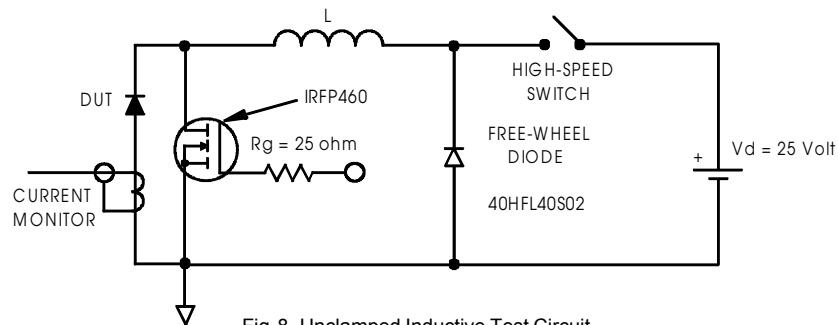 L
HIGH-SPEED
SWITCH
DUT
IRFP460
Rg = 25 ohm
FREE-WHEEL
DIODE
+
Vd = 25 Volt
CURRENT
MONITOR
40HFL40S02
Fig. 8- Unclamped Inductive Test Circuit